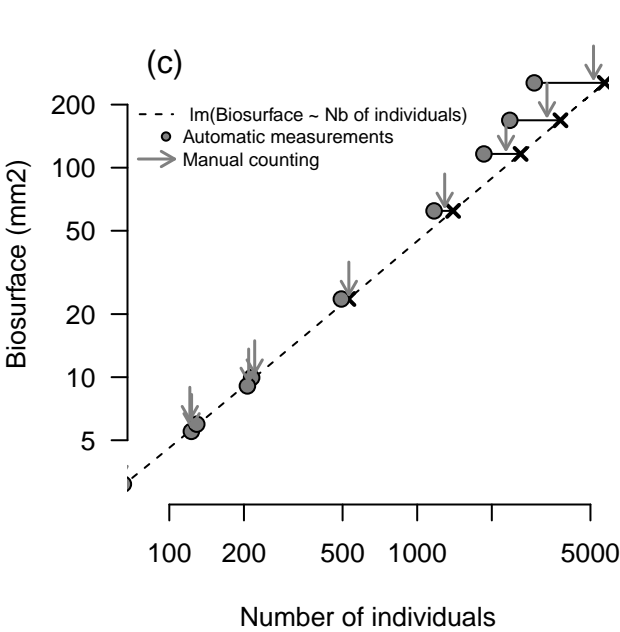 (c)
lm(Biosurface ~ Nb of individuals)
Automatic measurements
Manual counting
Biosurface (mm2)
200
100
50
20
10
5
100 200 500 1000 5000
Number of individuals